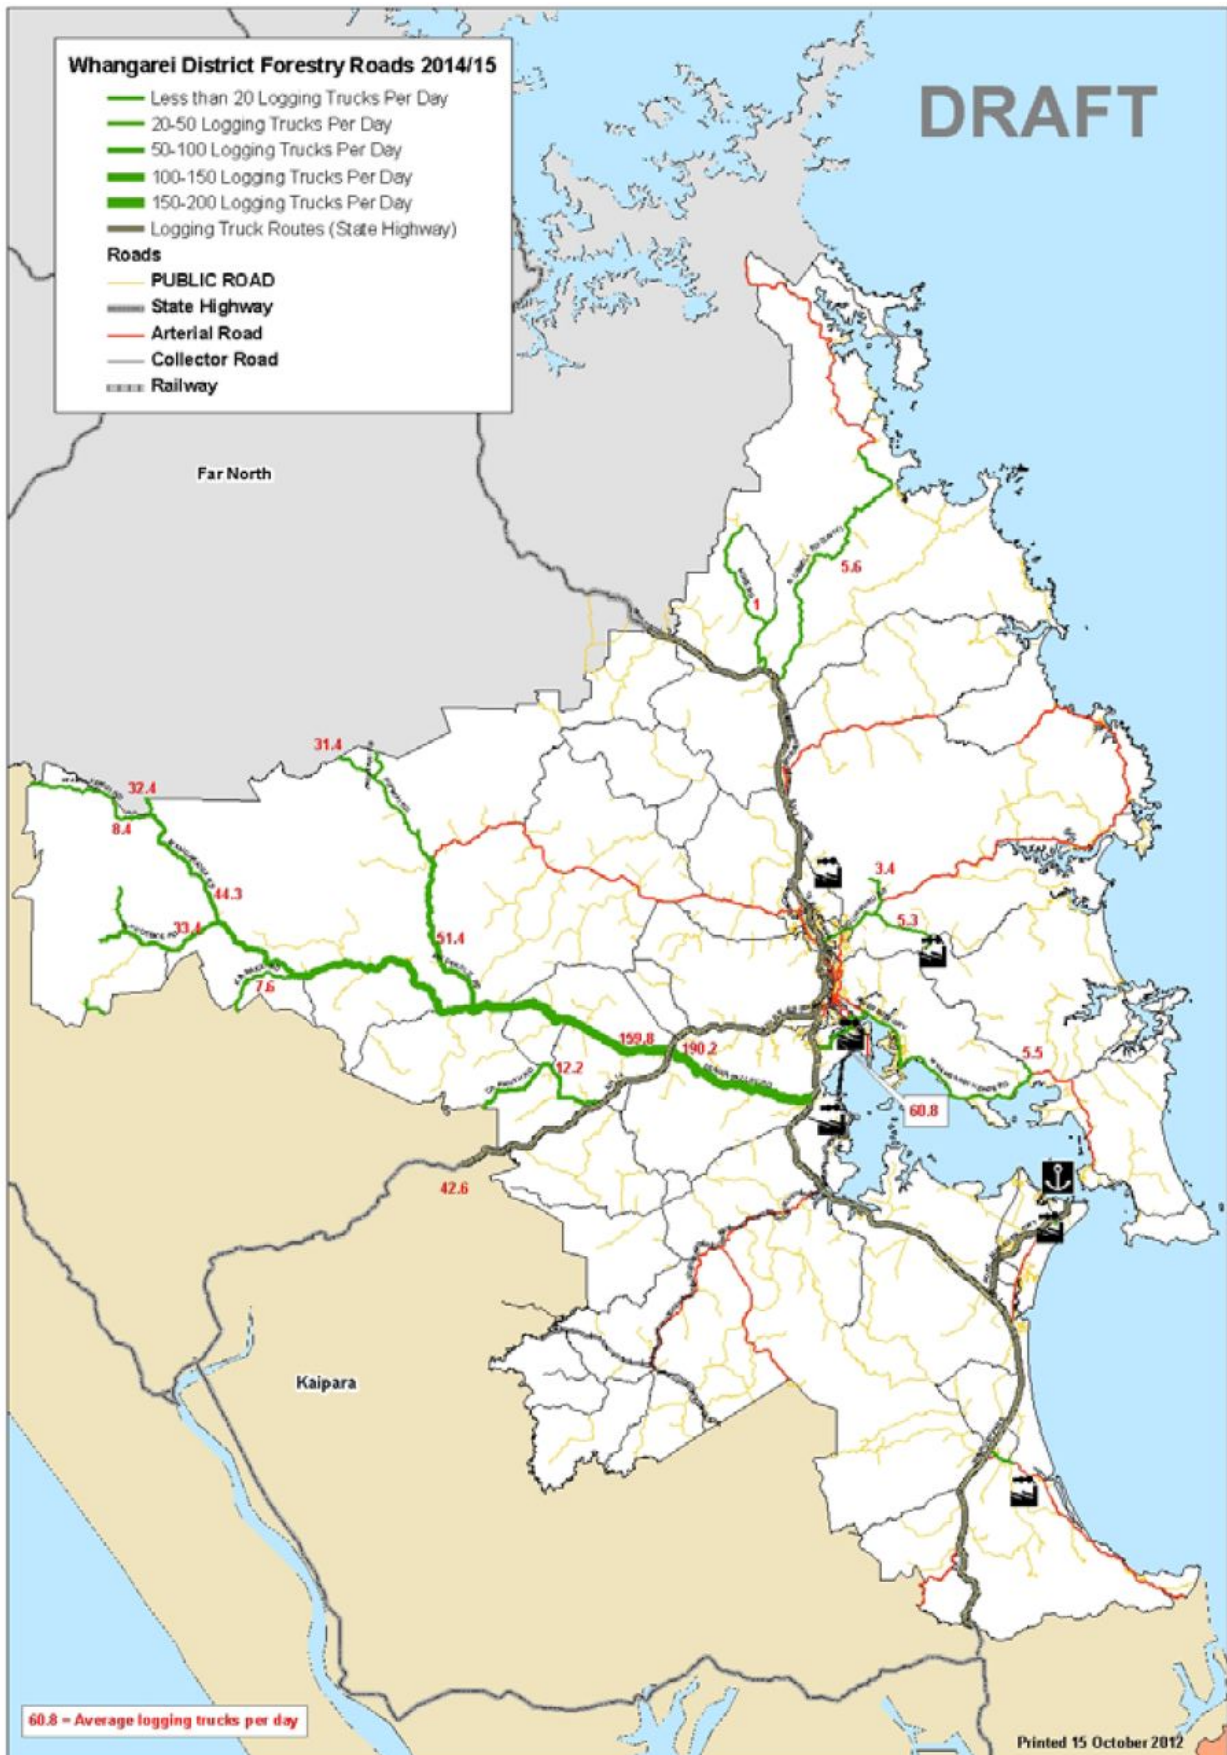 Whangarei District Forestry Roads 2014/15
Less than 20 Logging Trucks Per Day
20-50 Logging Trucks Per Day
50-100 Logging Trucks Per Day
100-150 Logging Trucks Per Day
150-200 Logging Trucks Per Day
Logging Truck Routes (State Highway)
Roads
PUBLIC ROAD
State Highway
Arterial Road
Collector Road
Railway
DRAFT
Far North
5.6
1
31.4
32.4
8.4
44.3
33.4
51.4
7.6
3.4
5.3
159.8
190.2
12.2
5.5
60.8
42.6
Kaipara
60.8 = Average logging trucks per day
Printed 15 October 2012